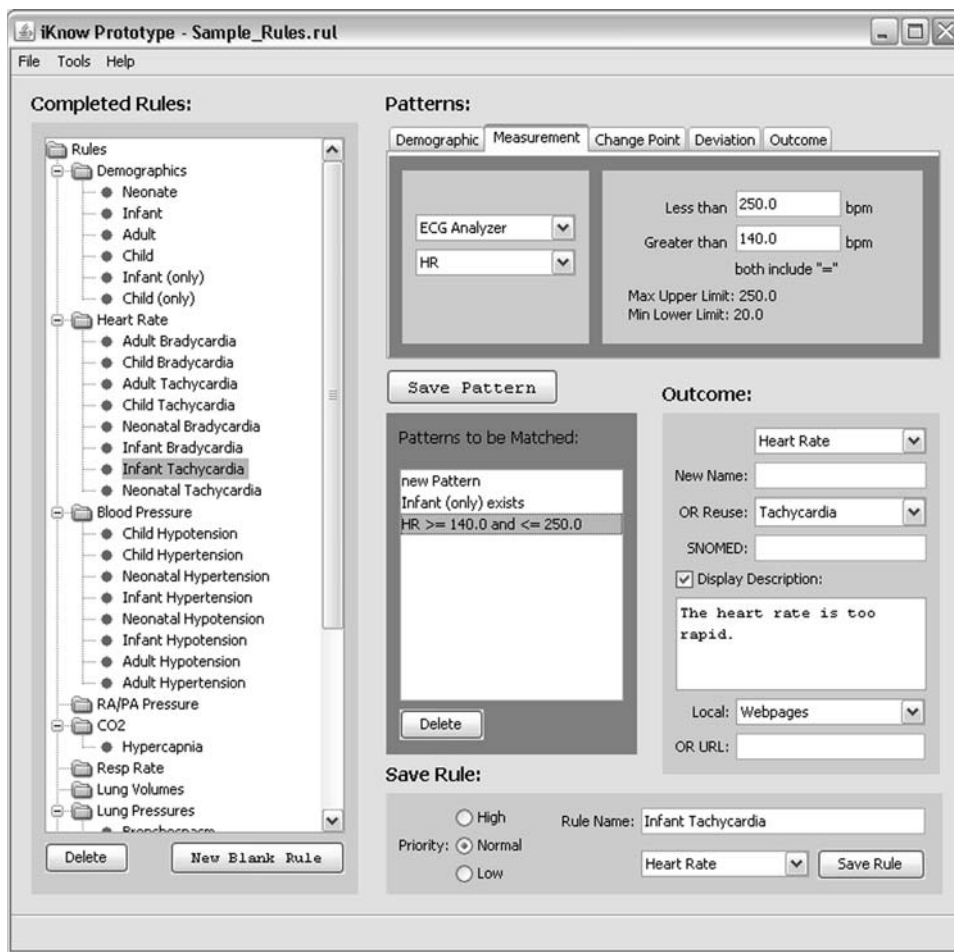 iKnow Prototype - Sample_Rules.rul
File Tools Help
Completed Rules:
Rules
Demographics
Neonate
Infant
Adult
Child
Infant (only)
Child (only)
Heart Rate
Adult Bradycardia
Child Bradycardia
Adult Tachycardia
Child Tachycardia
Neonatal Bradycardia
Infant Bradycardia
Infant Tachycardia
Neonatal Tachycardia
Blood Pressure
Child Hypotension
Child Hypertension
Neonatal Hypertension
Infant Hypertension
Neonatal Hypotension
Infant Hypotension
Adult Hypotension
Adult Hypertension
RA/PA Pressure
CO2
Hypercapnia
Resp Rate
Lung Volumes
Lung Pressures
Bronchospasm
Delete New Blank Rule
Patterns:
Demographic Measurement Change Point Deviation Outcome
ECG Analyzer
HR
Less than 250.0 bpm
Greater than 140.0 bpm
both include "="
Max Upper Limit: 250.0
Min Lower Limit: 20.0
Save Pattern
Patterns to be Matched:
new Pattern
Infant (only) exists
HR >= 140.0 and <= 250.0
Delete
Outcome:
Heart Rate
New Name:
OR Reuse: Tachycardia
SNOMED:
Display Description:
The heart rate is too
rapid.
Local: Webpages
OR URL:
Save Rule:
Priority:
High
Normal
Low
Rule Name: Infant Tachycardia
Heart Rate Save Rule